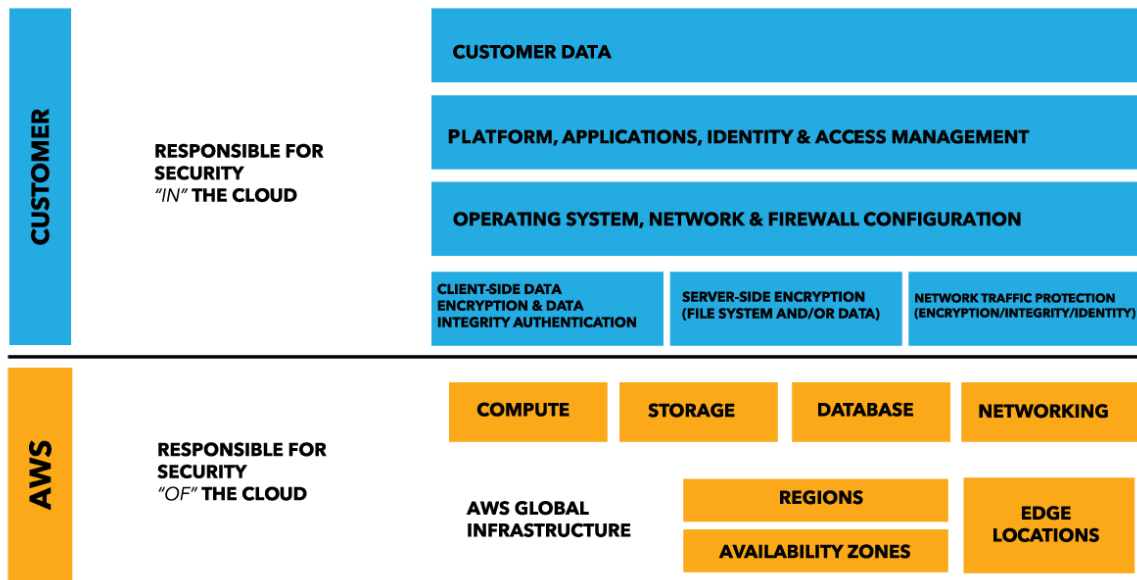 CUSTOMER
RESPONSIBLE FOR
SECURITY
“IN” THE CLOUD
CUSTOMER DATA
PLATFORM, APPLICATIONS, IDENTITY & ACCESS MANAGEMENT
OPERATING SYSTEM, NETWORK & FIREWALL CONFIGURATION
CLIENT-SIDE DATA
ENCRYPTION & DATA
INTEGRITY AUTHENTICATION
SERVER-SIDE ENCRYPTION
(FILE SYSTEM AND/OR DATA)
NETWORK TRAFFIC PROTECTION
(ENCRYPTION/INTEGRITY/IDENTITY)
AWS
RESPONSIBLE FOR
SECURITY
“OF” THE CLOUD
COMPUTE
STORAGE
DATABASE
NETWORKING
AWS GLOBAL
INFRASTRUCTURE
REGIONS
AVAILABILITY ZONES
EDGE
LOCATIONS